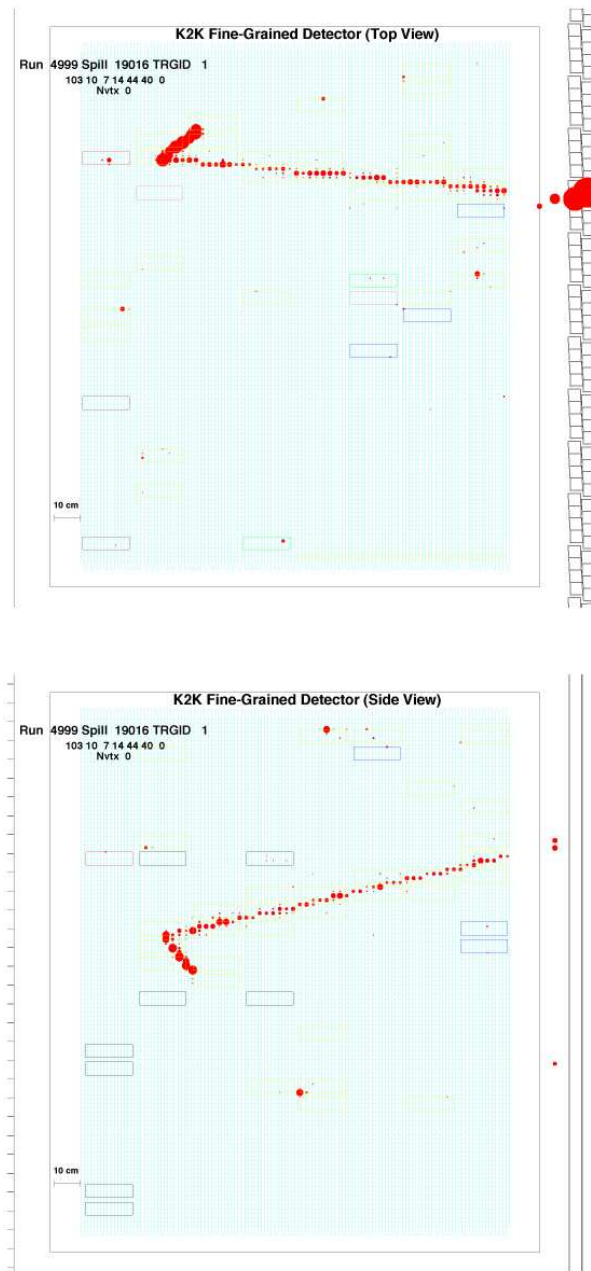 K2K Fine-Grained Detector (Top View)
Run 4999 Spill 19016 TRGID 1
103 10 7 14 44 40 0
Nvtx 0
10 cm
K2K Fine-Grained Detector (Side View)
Run 4999 Spill 19016 TRGID 1
103 10 7 14 44 40 0
Nvtx 0
10 cm